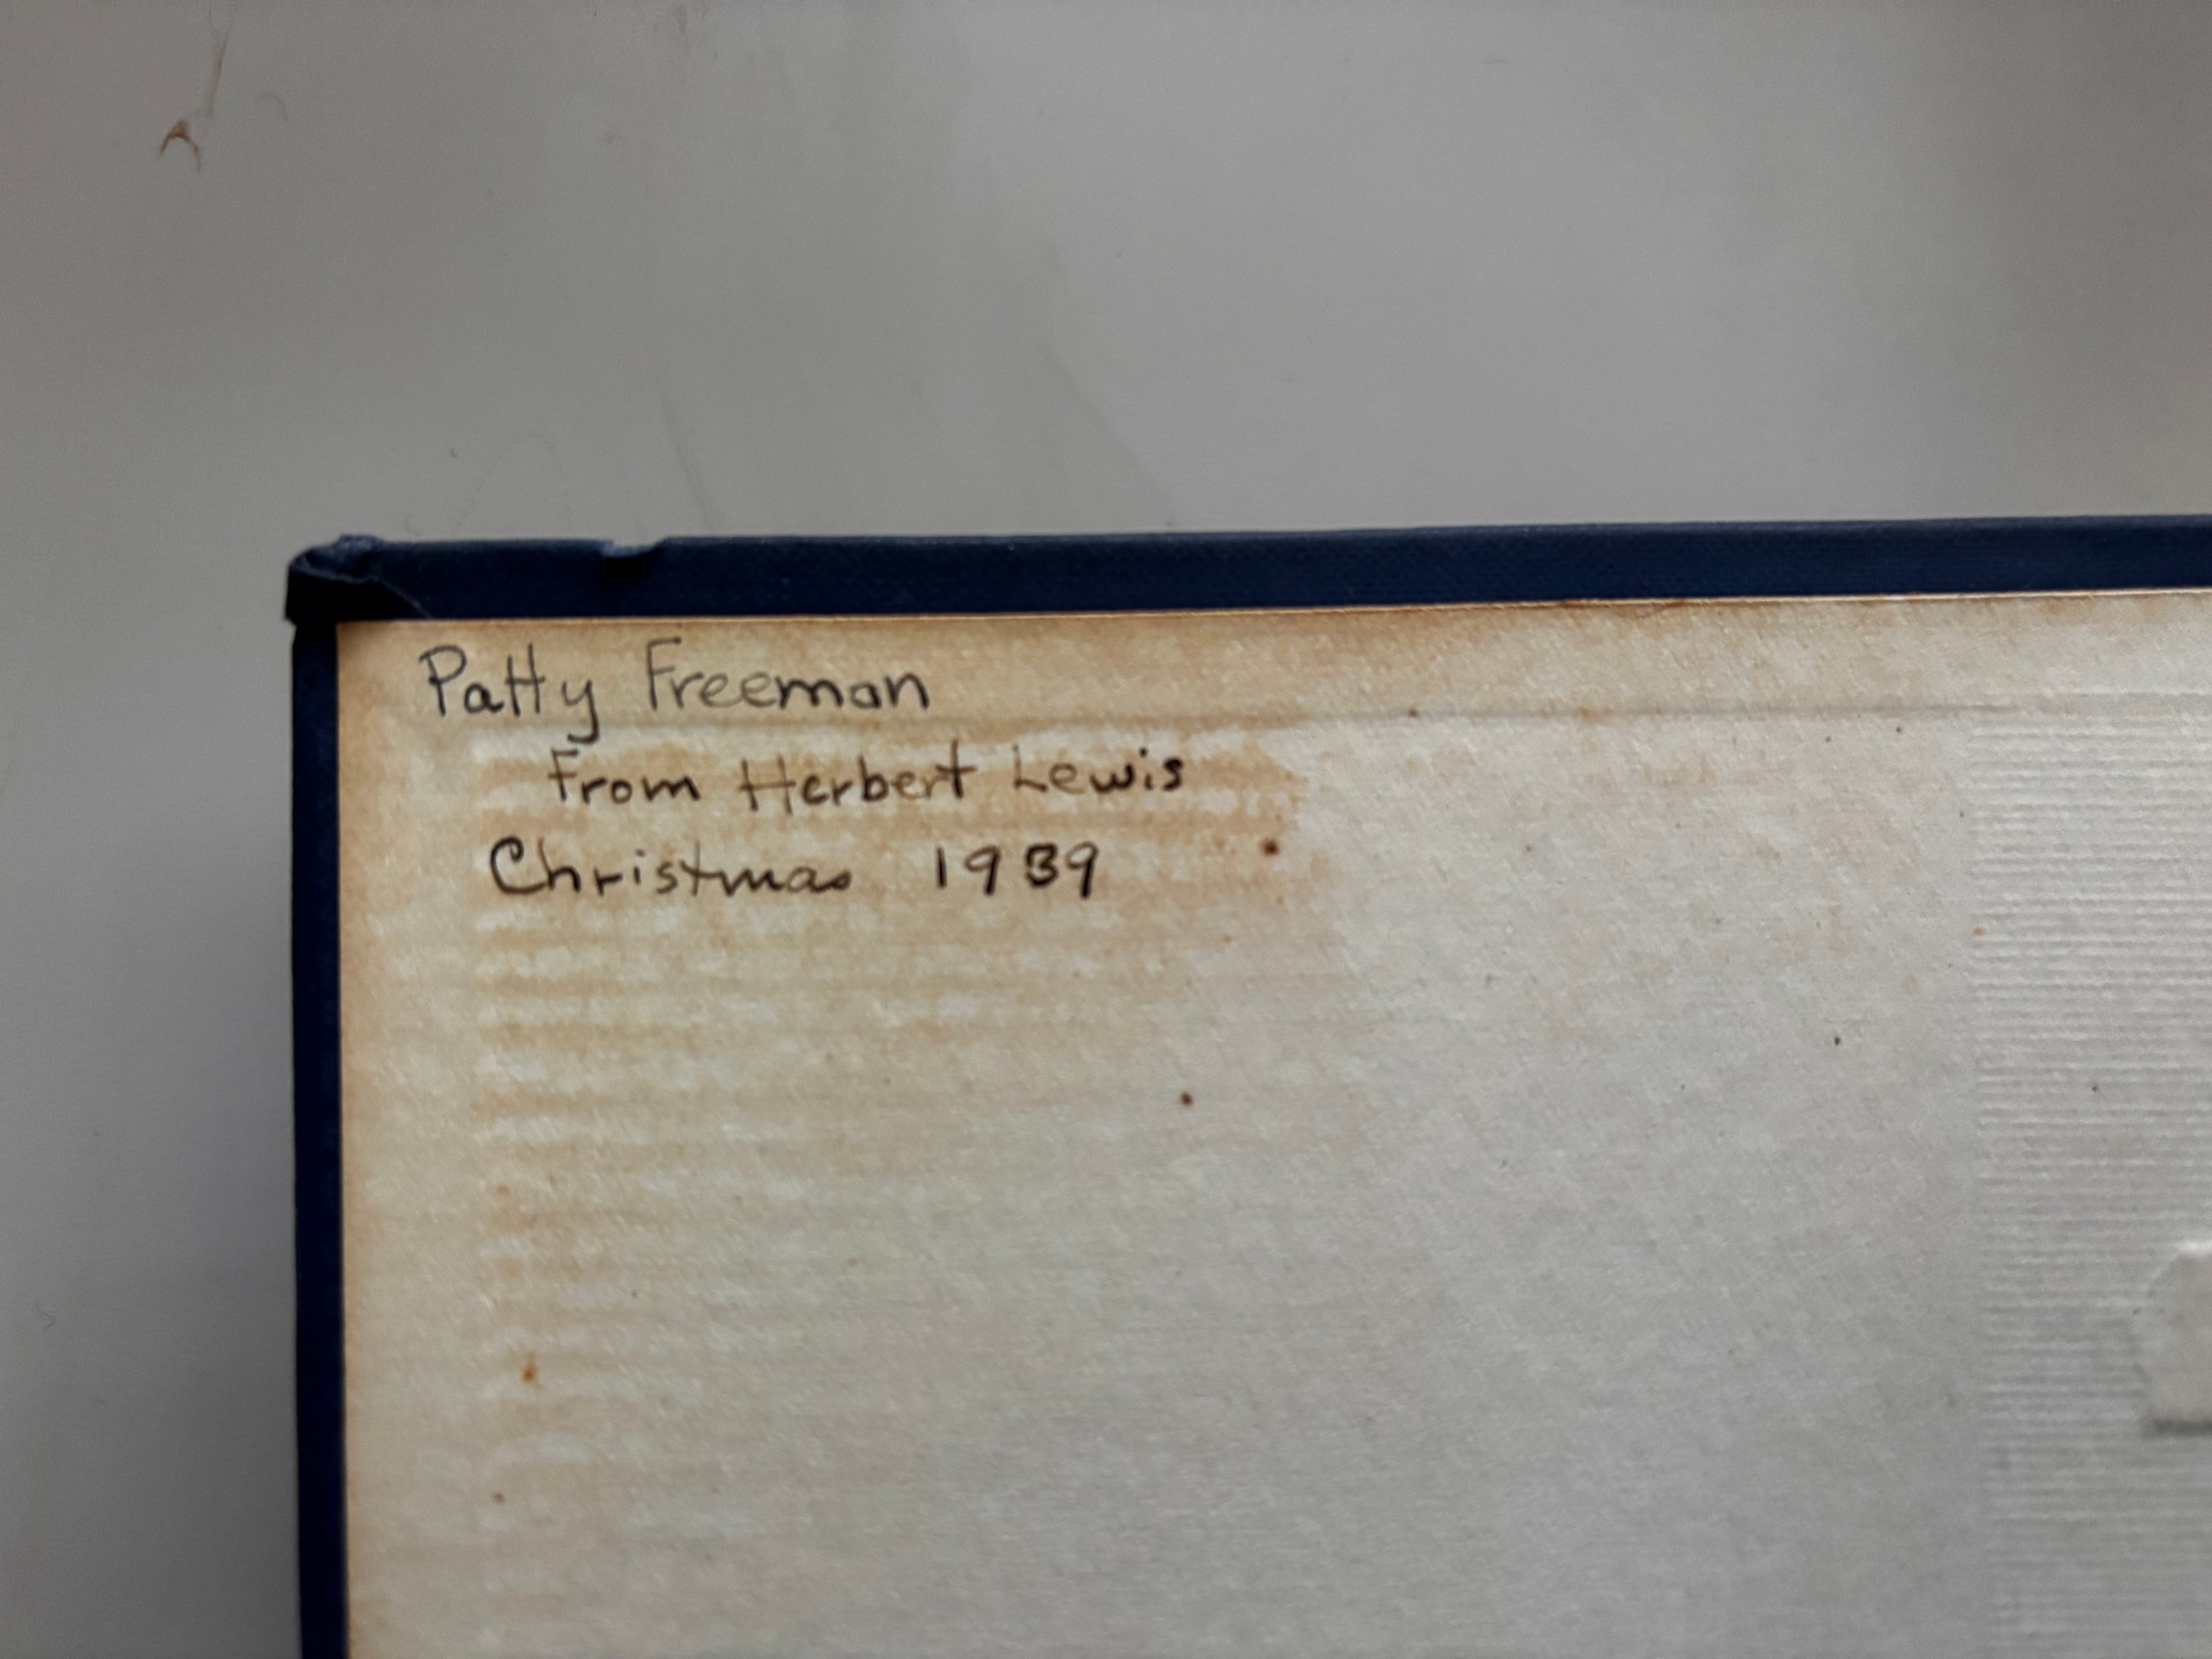 Patty Freeman
From Herbert Lewis
Christmas 1939